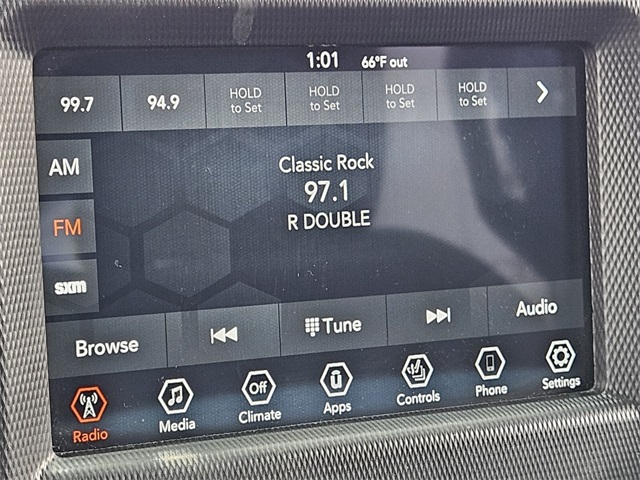 1:01 66°F out
99.7 94.9 HOLD to Set HOLD to Set HOLD to Set HOLD to Set
AM
FM
sxm
Classic Rock
97.1
R DOUBLE
Browse Tune Audio
Radio Media Off Climate Apps Controls Phone Settings